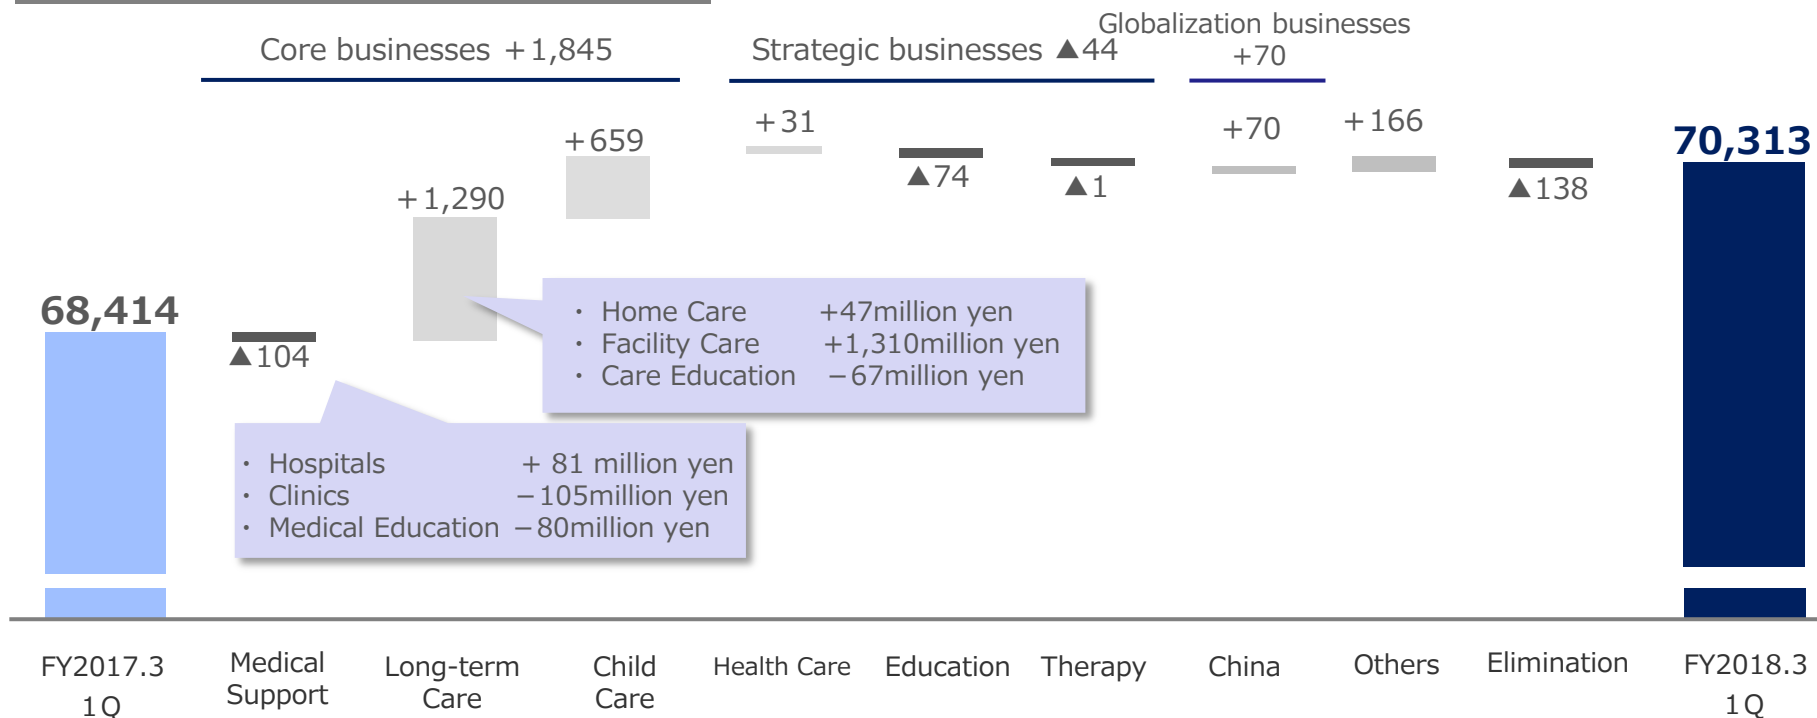 Core businesses +1,845
Strategic businesses ▲44
Globalization businesses
+70
68,414
▲104
+1,290
+659
+31
▲74
▲1
+70
+166
▲138
70,313
・ Home Care +47million yen
・ Facility Care +1,310million yen
・ Care Education −67million yen
・ Hospitals + 81 million yen
・ Clinics −105million yen
・ Medical Education −80million yen
FY2017.3
1Q
Medical
Support
Long-term
Care
Child
Care
Health Care
Education
Therapy
China
Others
Elimination
FY2018.3
1Q